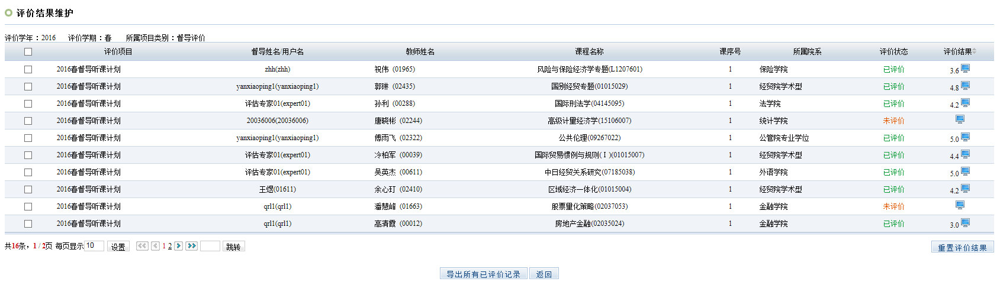 评价结果维护
评价学年：2016 评价学期：春 所属项目类别：督导评价
评价项目 督导姓名/用户名 教师姓名 课程名称 课序号 所属院系 评价状态 评价结果
2016春督导听课计划 zhh(zhh) 祝伟 (01965) 风险与保险经济学专题(L1207601) 1 保险学院 已评价 3.6
2016春督导听课计划 yanxiaoping1(yanxiaoping1) 郭琳 (02435) 国别经贸专题(01015029) 1 经贸院学术型 已评价 4.8
2016春督导听课计划 评估专家01(expert01) 孙利 (00288) 国际刑法学(04145095) 1 法学院 已评价 4.2
2016春督导听课计划 20036006(20036006) 唐晓彬 (02244) 高级计量经济学(15106007) 1 统计学院 未评价
2016春督导听课计划 yanxiaoping1(yanxiaoping1) 傅雨飞 (02322) 公共伦理(09267022) 1 公管院专业学位 已评价 5.0
2016春督导听课计划 评估专家01(expert01) 冷柏军 (00039) 国际贸易惯例与规则(Ⅰ)(01015007) 1 经贸院学术型 已评价 4.4
2016春督导听课计划 评估专家01(expert01) 吴英杰 (00611) 中日经贸关系研究(07185038) 1 外语学院 已评价 5.0
2016春督导听课计划 王煜(01611) 余心玎 (02410) 区域经济一体化(01015004) 1 经贸院学术型 已评价 4.2
2016春督导听课计划 qrl1(qrl1) 潘慧峰 (01663) 股票量化策略(02037053) 1 金融学院 未评价
2016春督导听课计划 qrl1(qrl1) 高清霞 (00012) 房地产金融(02035024) 1 金融学院 已评价 3.0
共16条，1 / 2页 每页显示 10 设置 1 2 跳转 重置评价结果
导出所有已评价记录 返回